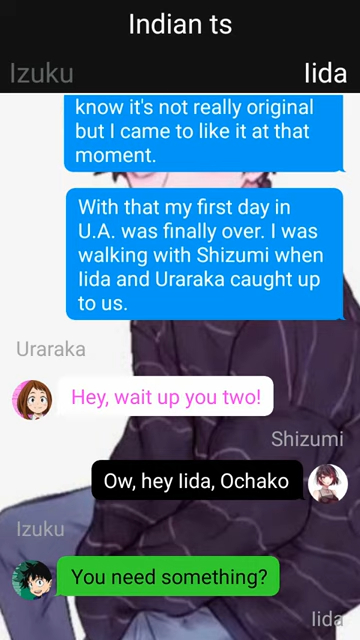 Indian ts
Izuku
Iida
know it's not really original
but I came to like it at that
moment.
With that my first day in
U.A. was finally over. I was
walking with Shizumi when
Iida and Uraraka caught up
to us.
Uraraka
Hey, wait up you two!
Shizumi
Ow, hey Iida, Ochako
Izuku
You need something?
Iida